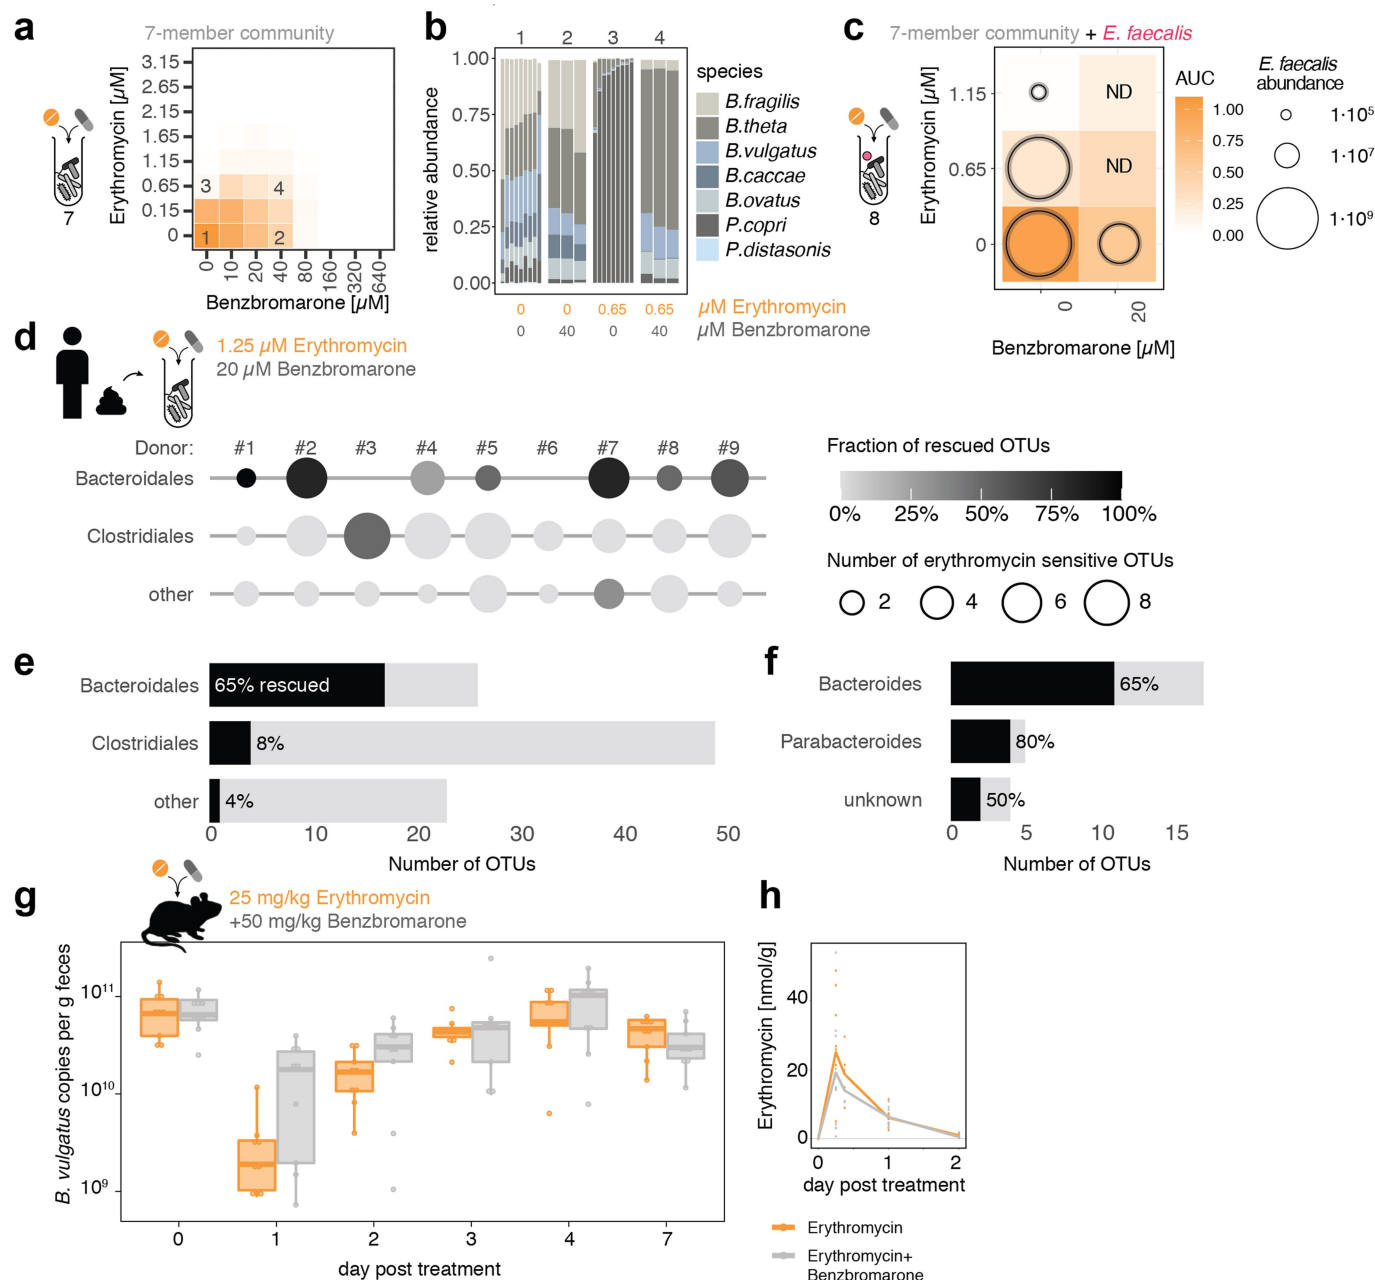 a
7-member community
Erythromycin [µM]
3.15
2.65
2.15
1.65
1.15
0.65
0.15
0
3
4
1
2
7
0
10
20
40
80
160
320
640
Benzbromarone [µM]
b
1 2 3 4
relative abundance
1.00
0.75
0.50
0.25
0.00
species
B.fragilis
B.theta
B.vulgatus
B.caccae
B.ovatus
P.copri
P.distasonis
0 0 0.65 0.65 µM Erythromycin
0 40 0 40 µM Benzbromarone
c
7-member community + E. faecalis
Erythromycin [µM]
1.15
0.65
0
ND
ND
8
0
20
Benzbromarone [µM]
AUC
1.00
0.75
0.50
0.25
0.00
E. faecalis
abundance
1·10⁵
1·10⁷
1·10⁹
d
1.25 µM Erythromycin
20 µM Benzbromarone
Donor: #1 #2 #3 #4 #5 #6 #7 #8 #9
Bacteroidales
Clostridiales
other
Fraction of rescued OTUs
0% 25% 50% 75% 100%
Number of erythromycin sensitive OTUs
2 4 6 8
e
Bacteroidales
65% rescued
Clostridiales
8%
other
4%
0 10 20 30 40 50
Number of OTUs
f
Bacteroides
65%
Parabacteroides
80%
unknown
50%
0 5 10 15
Number of OTUs
g
25 mg/kg Erythromycin
+50 mg/kg Benzbromarone
B. vulgatus copies per g feces
10¹¹
10¹⁰
10⁹
0 1 2 3 4 7
day post treatment
h
Erythromycin [nmol/g]
40
20
0
0 1 2
day post treatment
Erythromycin
Erythromycin+
Benzbromarone